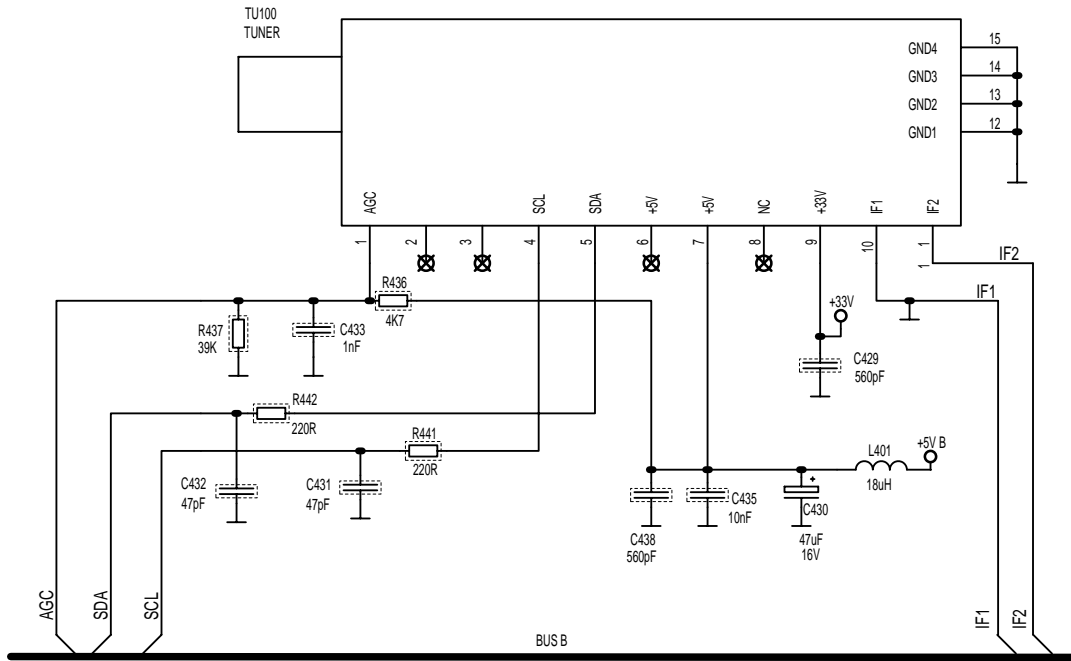 TU100
TUNER
GND4
15
GND3
14
GND2
13
GND1
12
AGC
SCL
SDA
+5V
+5V
NC
+33V
IF1
IF2
1
2
3
4
5
6
7
8
9
10
1 1
IF2
IF1
R436
4K7
R437
39K
C433
1nF
+33V
C429
560pF
R442
220R
R441
220R
+5V B
L401
18uH
C432
47pF
C431
47pF
+
C435
10nF
C430
C438
560pF
47uF
16V
AGC
SDA
SCL
IF1
IF2
BUS B